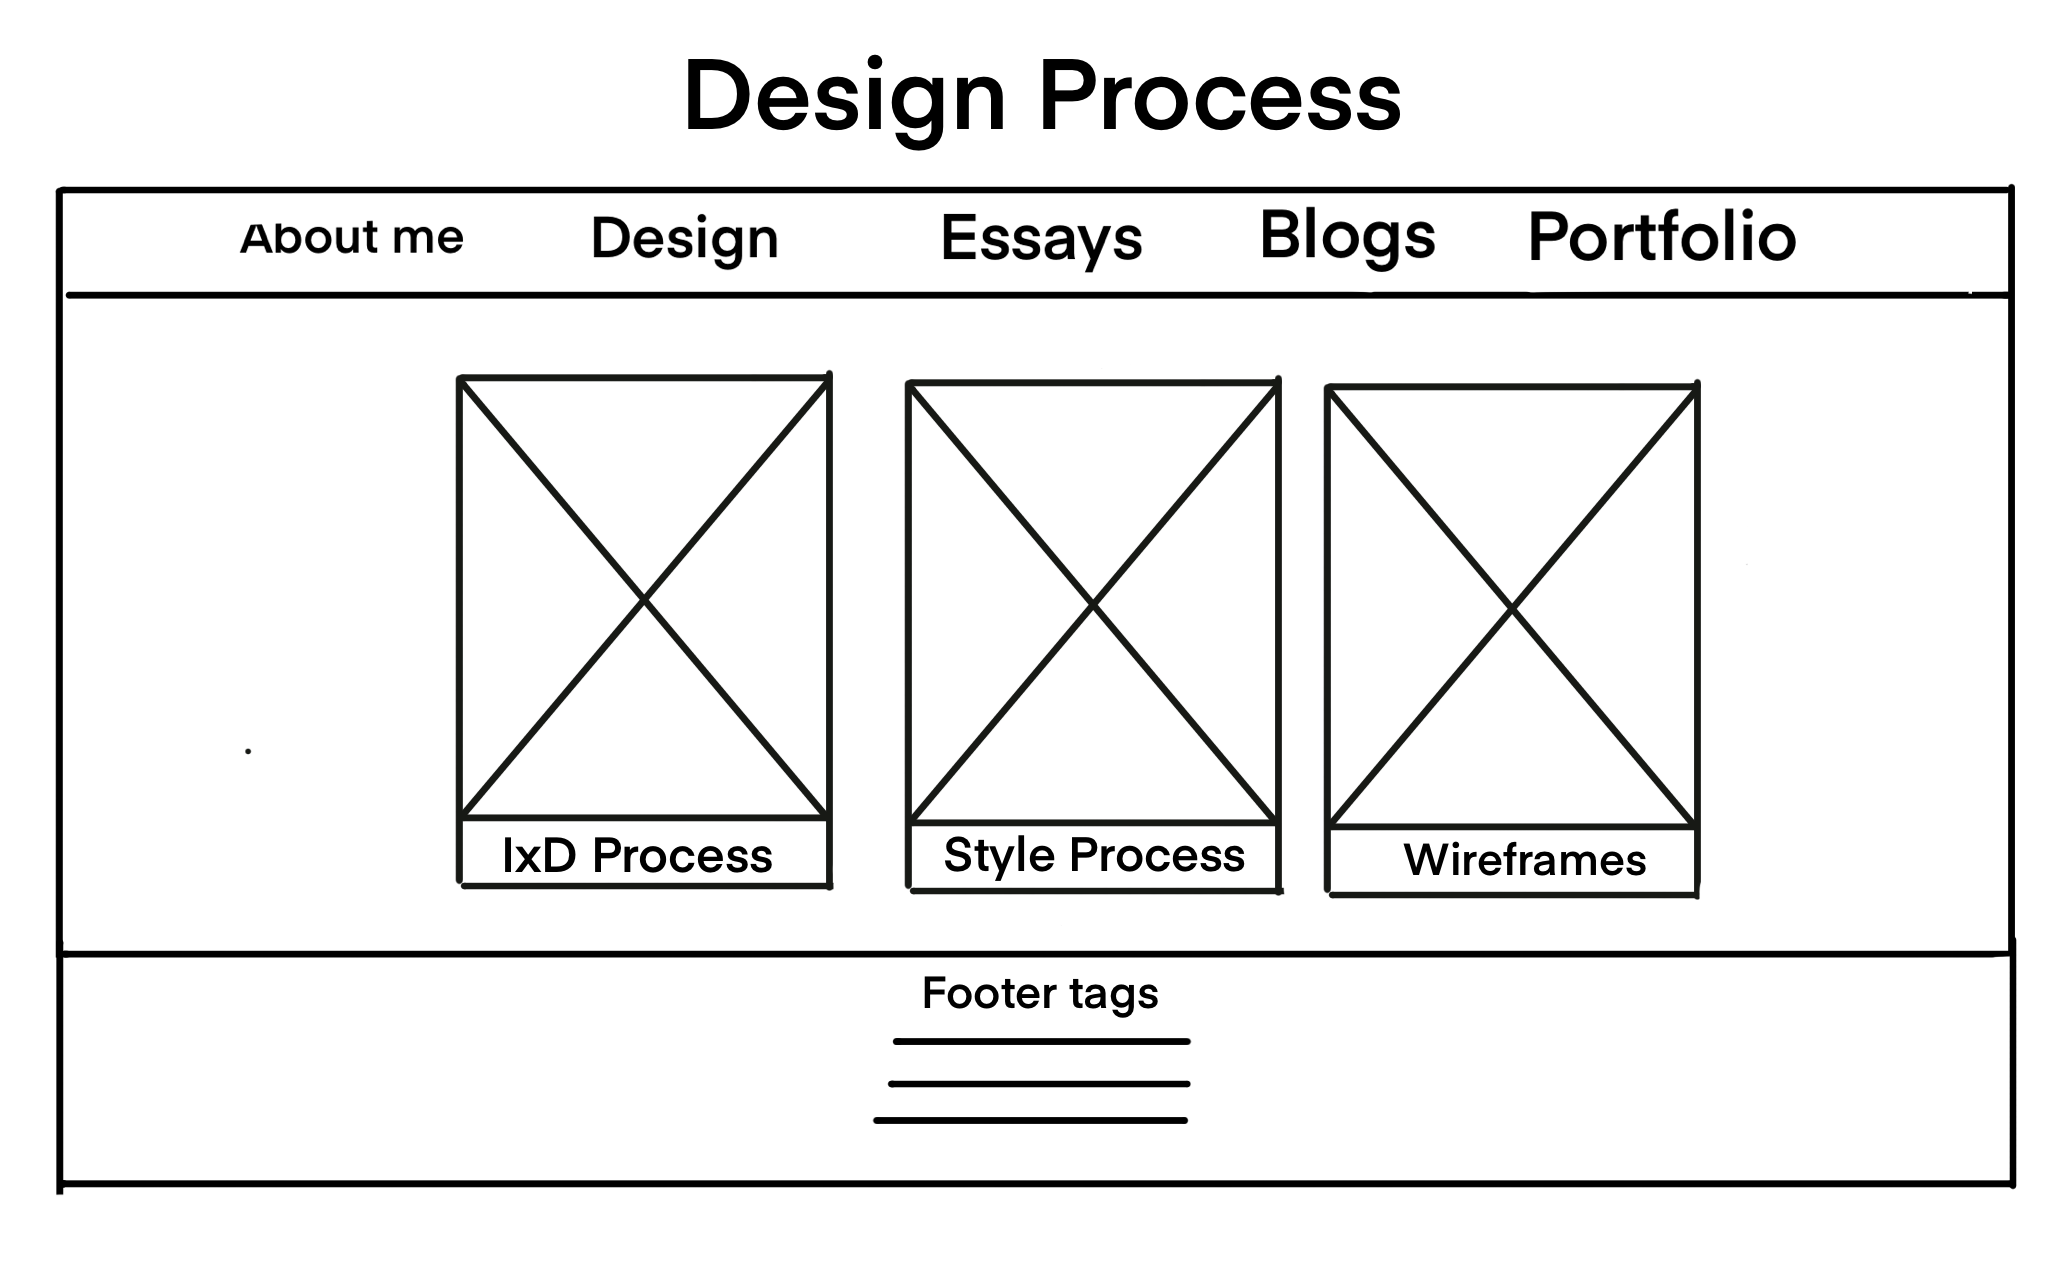 Design Process
About me Design Essays Blogs Portfolio
IxD Process Style Process Wireframes
Footer tags